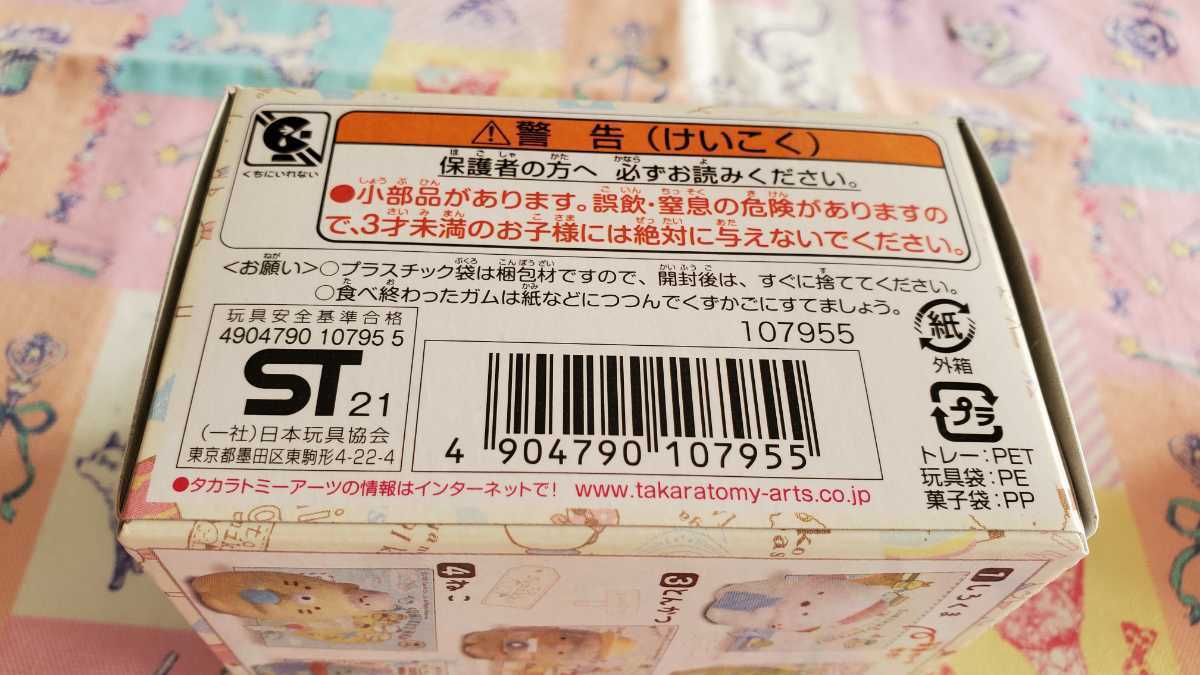 くちにいれない
⚠警 告 (けいこく)
保護者の方へ 必ずお読みください。
●小部品があります。誤飲・窒息の危険がありますの
で、3才未満のお子様には絶対に与えないでください。
<お願い>○プラスチック袋は梱包材ですので、開封後は、すぐに捨ててください。
○食べ終わったガムは紙などにつつんでくずかごにすてましょう。
玩具安全基準合格
4904790 10795 5
ST 21
(一社)日本玩具協会
東京都墨田区東駒形4-22-4
107955
4 904790 107955
紙
外箱
プラ
トレー:PET
玩具袋:PE
菓子袋:PP
●タカラトミーアーツの情報はインターネットで! www.takaratomy-arts.co.jp
4 ねこ
3 とんかつ
1 しろくま